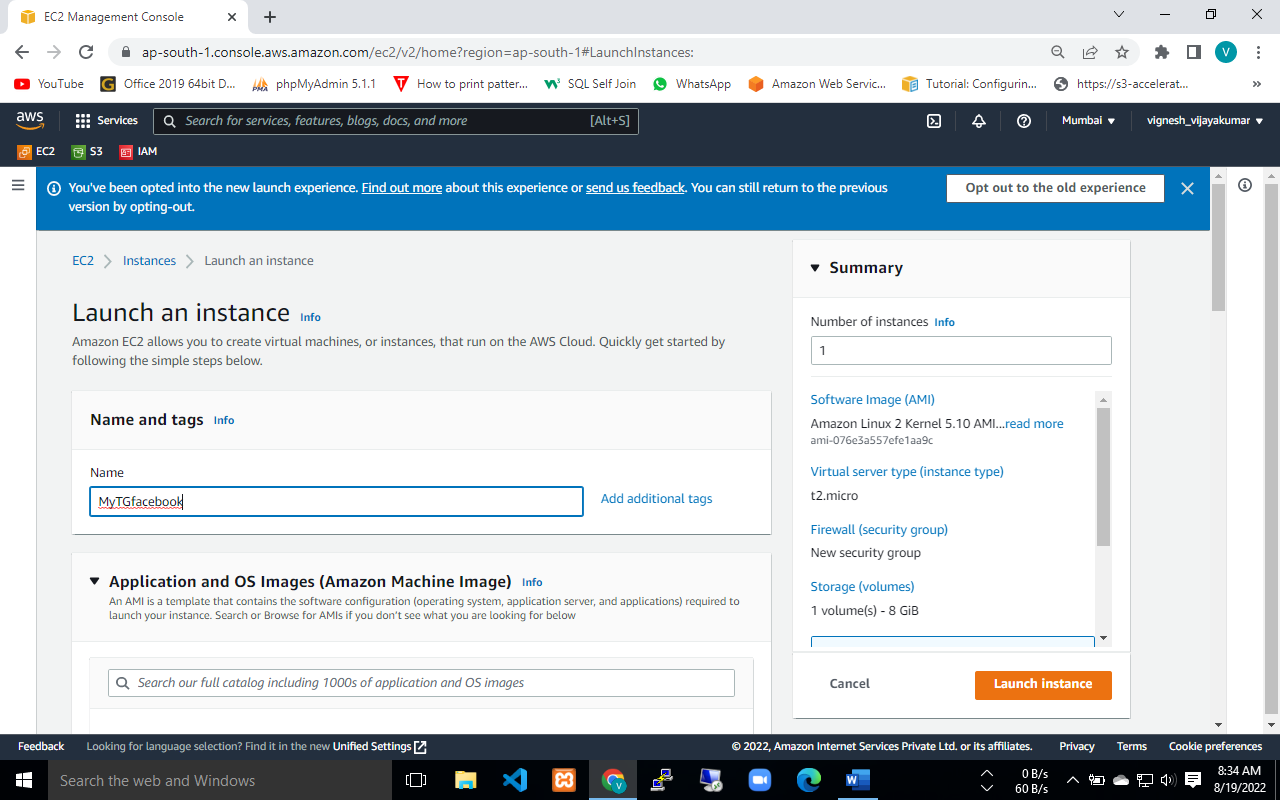 EC2 Management Console
ap-south-1.console.aws.amazon.com/ec2/v2/home?region=ap-south-1#LaunchInstances:
V
YouTube
Office 2019 64bit D...
phpMyAdmin 5.1.1
How to print patter...
SQL Self Join
WhatsApp
Amazon Web Servic...
Tutorial: Configurin...
https://s3-accelerat...
»
aws
Services
Search for services, features, blogs, docs, and more
[Alt+S]
Mumbai
vignesh_vijayakumar
EC2
S3
IAM
You've been opted into the new launch experience. Find out more about this experience or send us feedback. You can still return to the previous
version by opting-out.
Opt out to the old experience
EC2
Instances
Launch an instance
Launch an instance Info
Amazon EC2 allows you to create virtual machines, or instances, that run on the AWS Cloud. Quickly get started by
following the simple steps below.
Name and tags Info
Name
MyTGfacebook
Add additional tags
Application and OS Images (Amazon Machine Image) Info
An AMI is a template that contains the software configuration (operating system, application server, and applications) required to
launch your instance. Search or Browse for AMIs if you don't see what you are looking for below
Search our full catalog including 1000s of application and OS images
Summary
Number of instances Info
1
Software Image (AMI)
Amazon Linux 2 Kernel 5.10 AMI...read more
ami-076e3a557efe1aa9c
Virtual server type (instance type)
t2.micro
Firewall (security group)
New security group
Storage (volumes)
1 volume(s) - 8 GiB
Cancel
Launch instance
Feedback
Looking for language selection? Find it in the new Unified Settings
© 2022, Amazon Internet Services Private Ltd. or its affiliates.
Privacy
Terms
Cookie preferences
Search the web and Windows
0 B/s
60 B/s
8:34 AM
8/19/2022